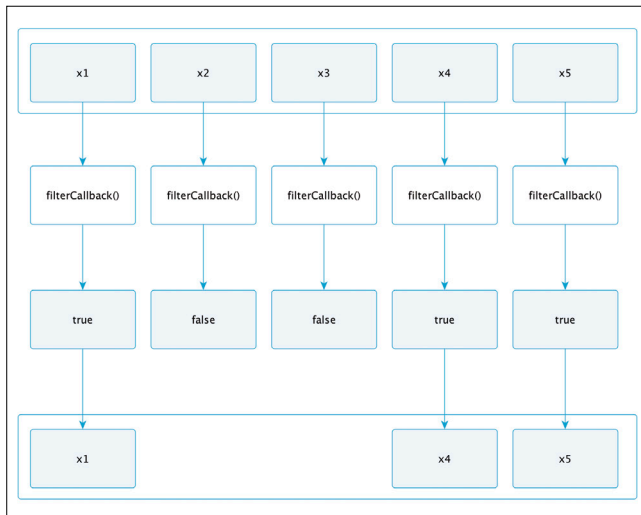 x1
x2
x3
x4
x5
filterCallback()
filterCallback()
filterCallback()
filterCallback()
filterCallback()
true
false
false
true
true
x1
x4
x5